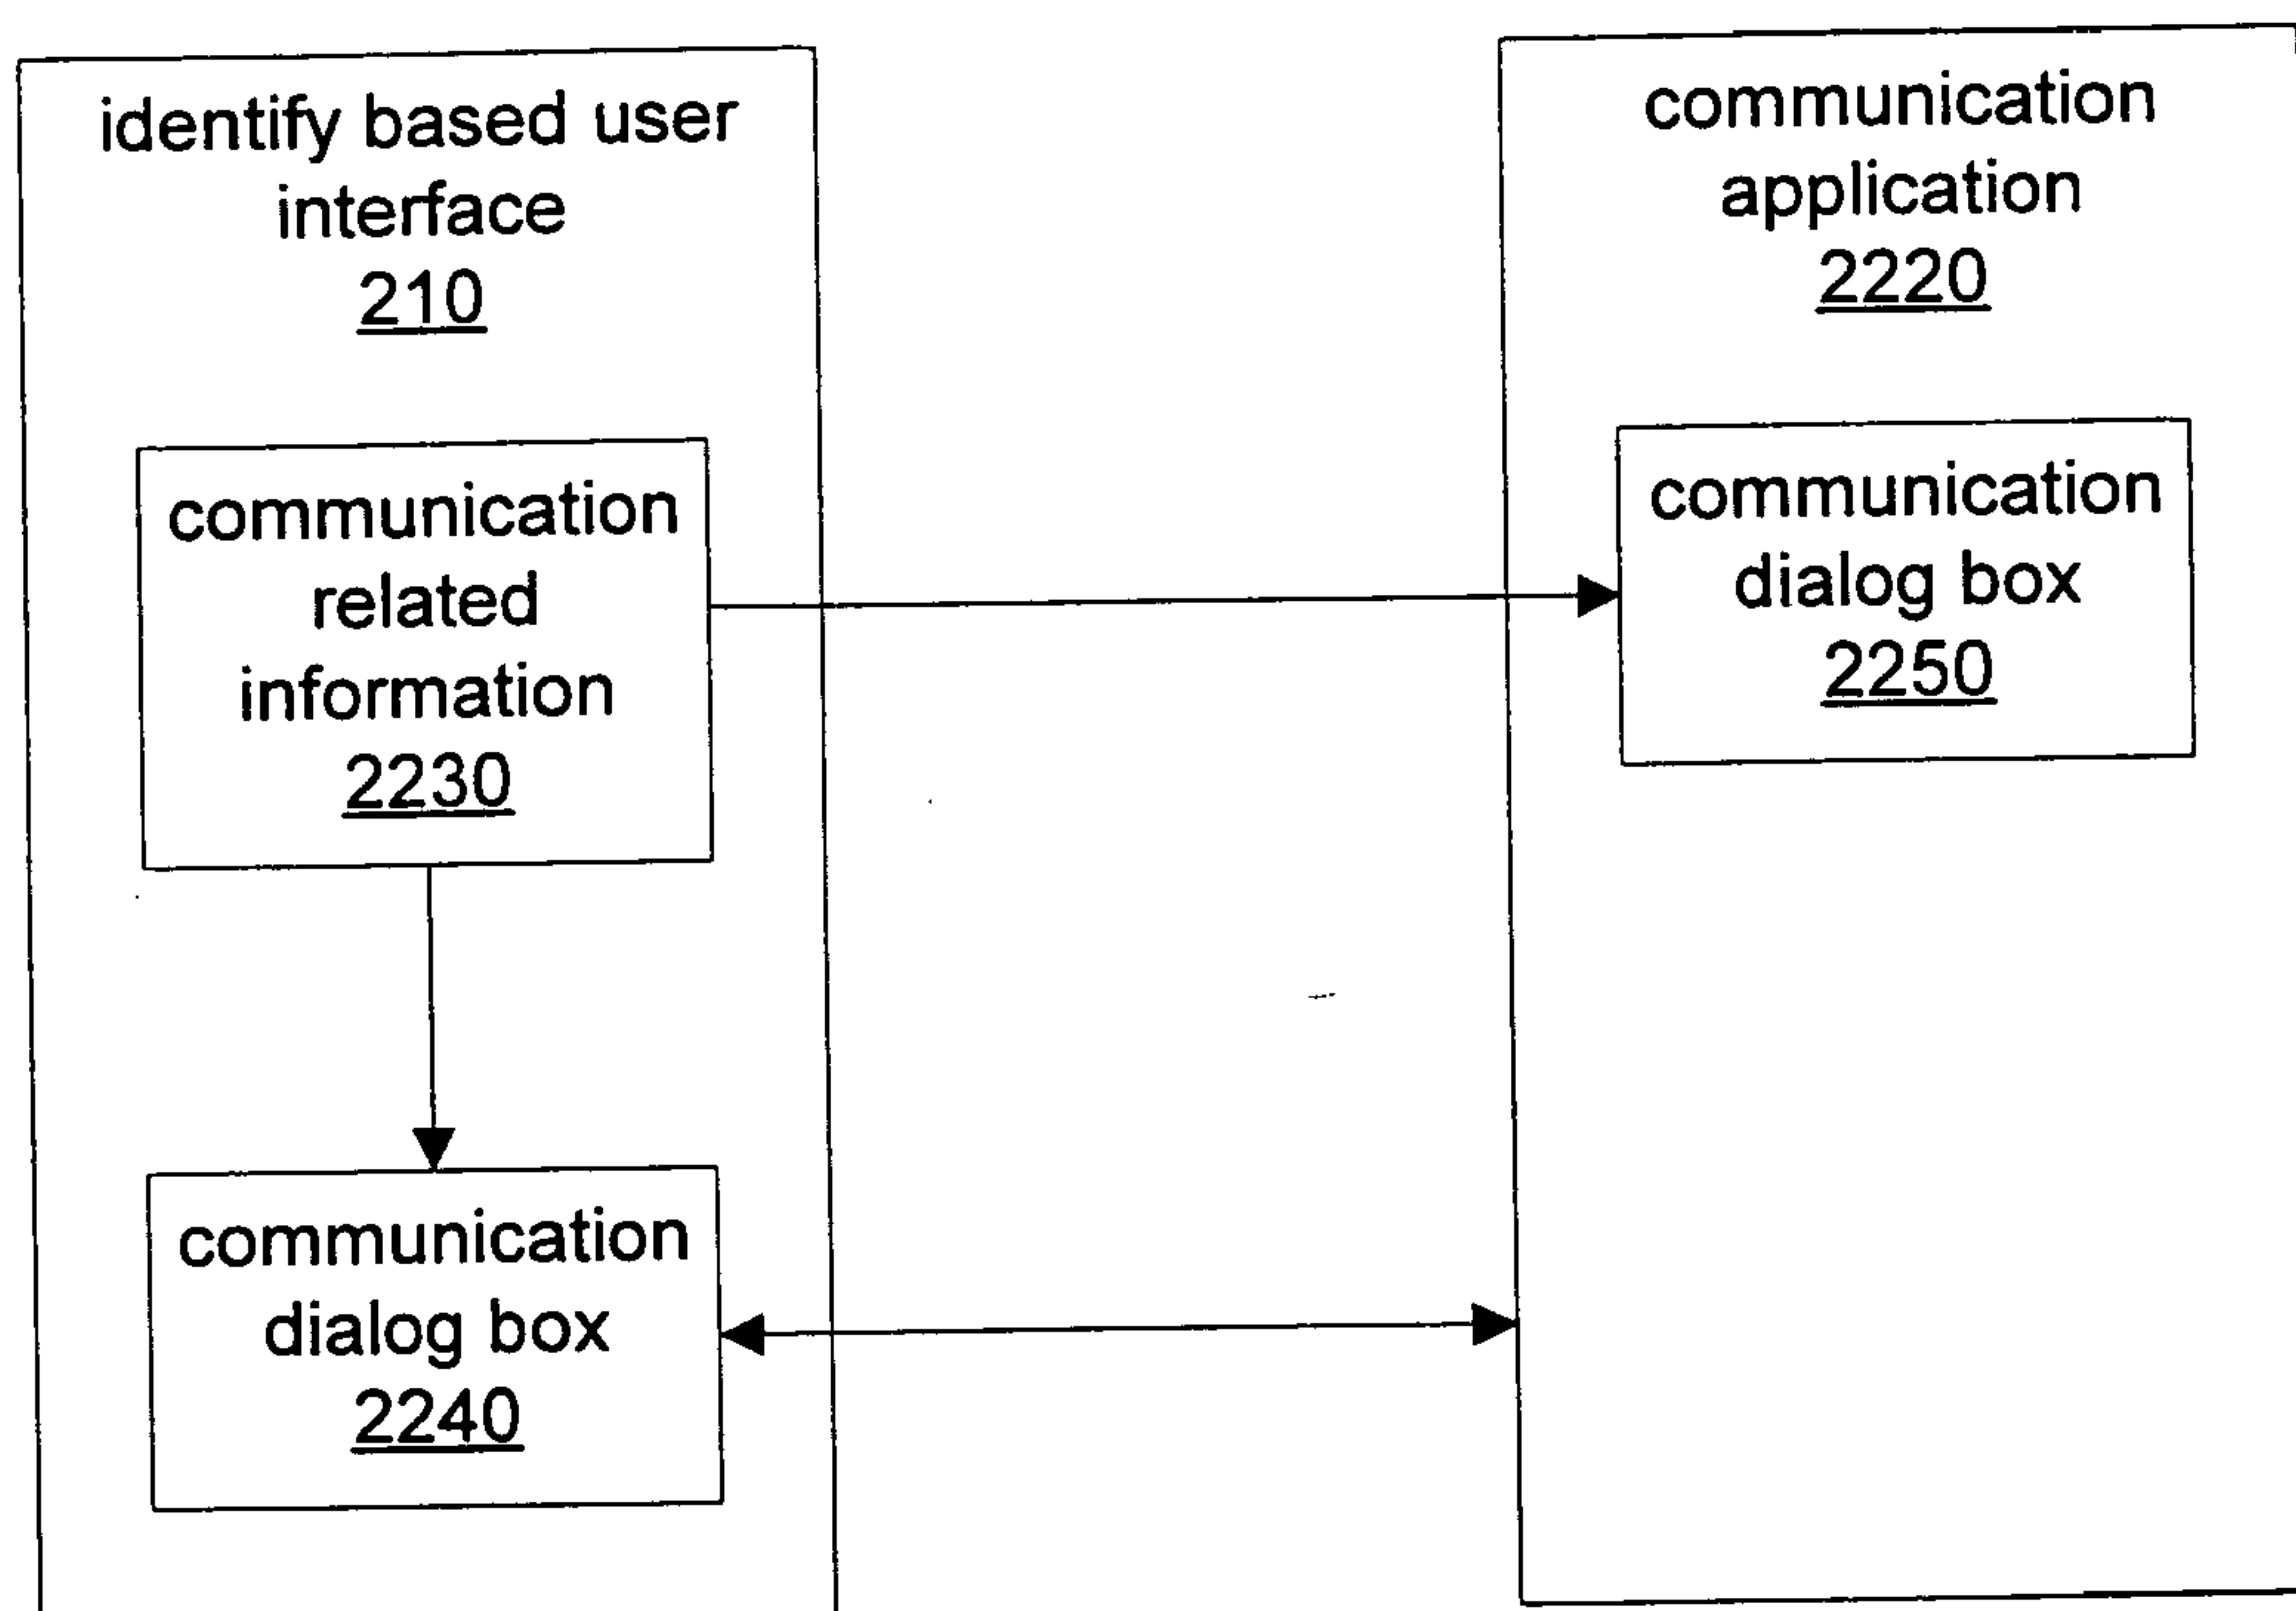 identify based user
interface
210
communication
related
information
2230
communication
dialog box
2240
communication
application
2220
communication
dialog box
2250